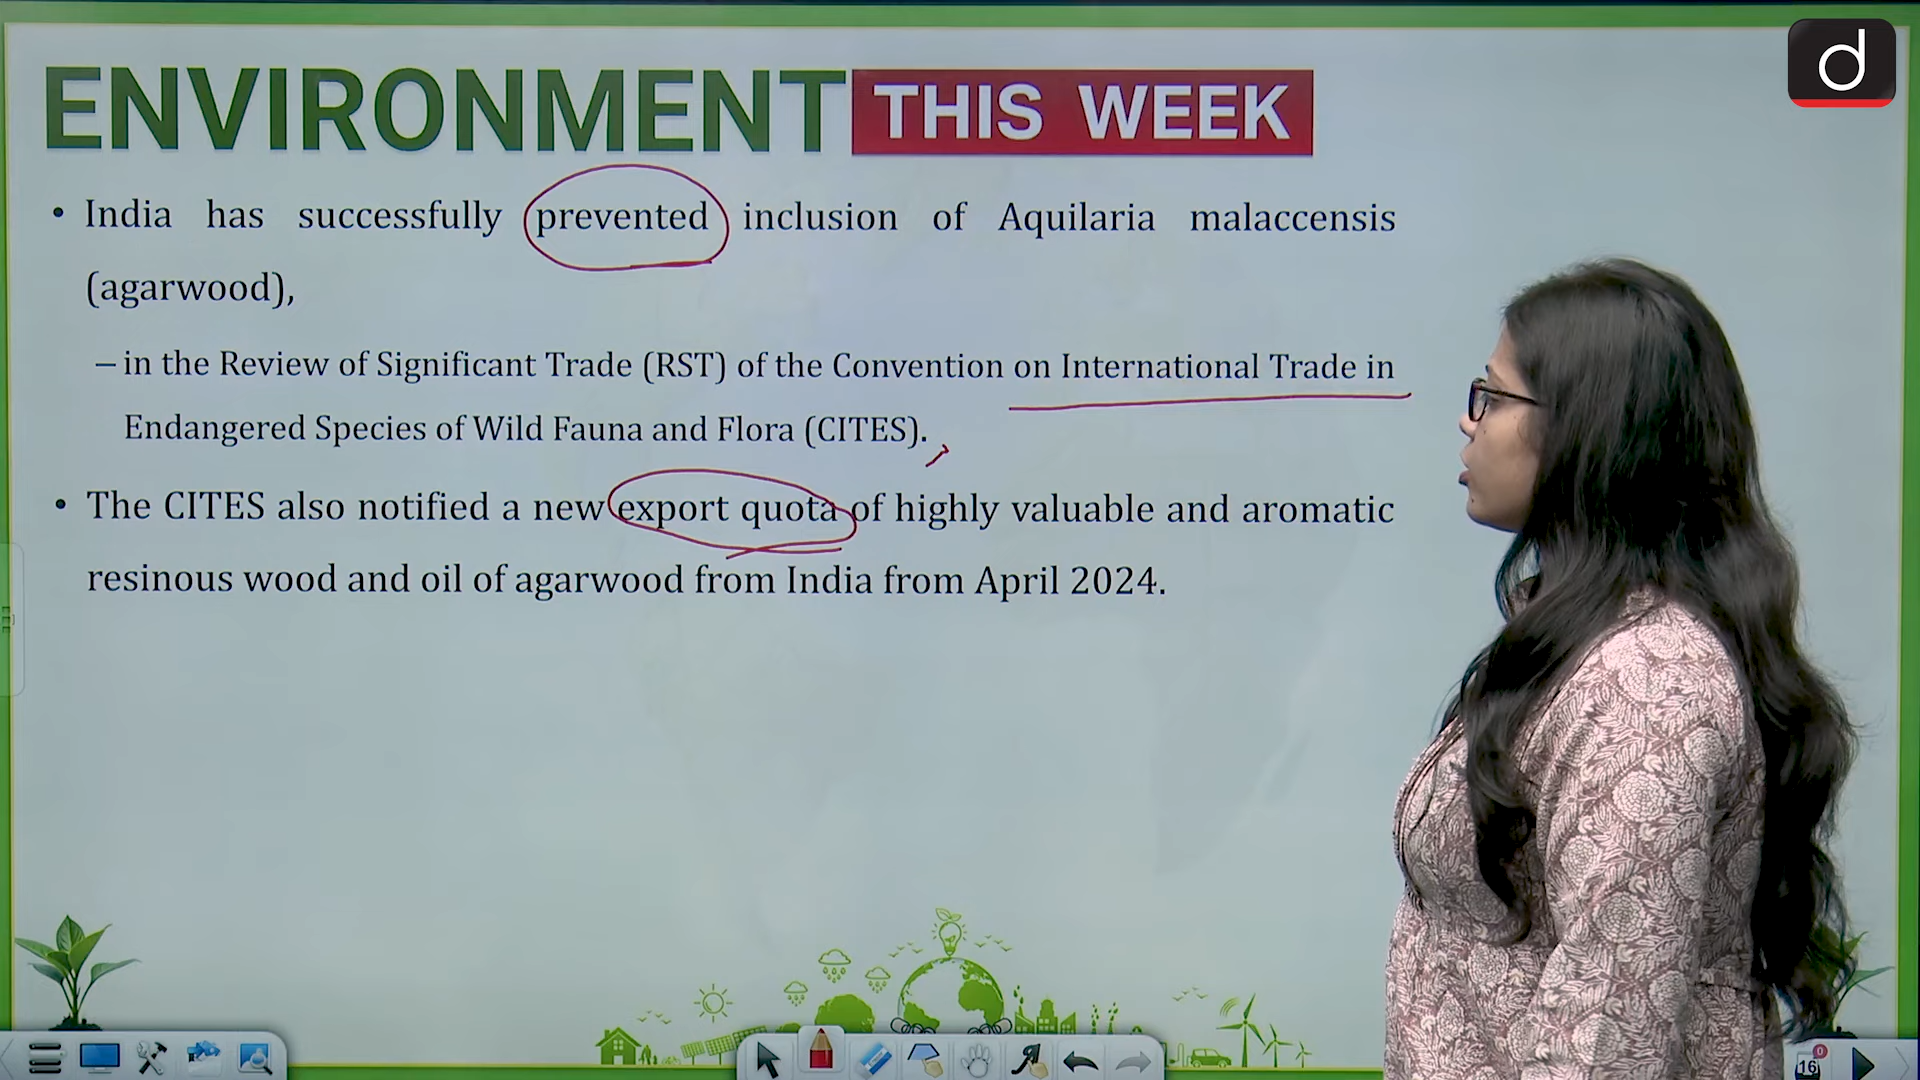 d
ENVIRONMENT THIS WEEK
• India has successfully prevented inclusion of Aquilaria malaccensis
(agarwood),
– in the Review of Significant Trade (RST) of the Convention on International Trade in
Endangered Species of Wild Fauna and Flora (CITES).
• The CITES also notified a new export quota of highly valuable and aromatic
resinous wood and oil of agarwood from India from April 2024.
16
0